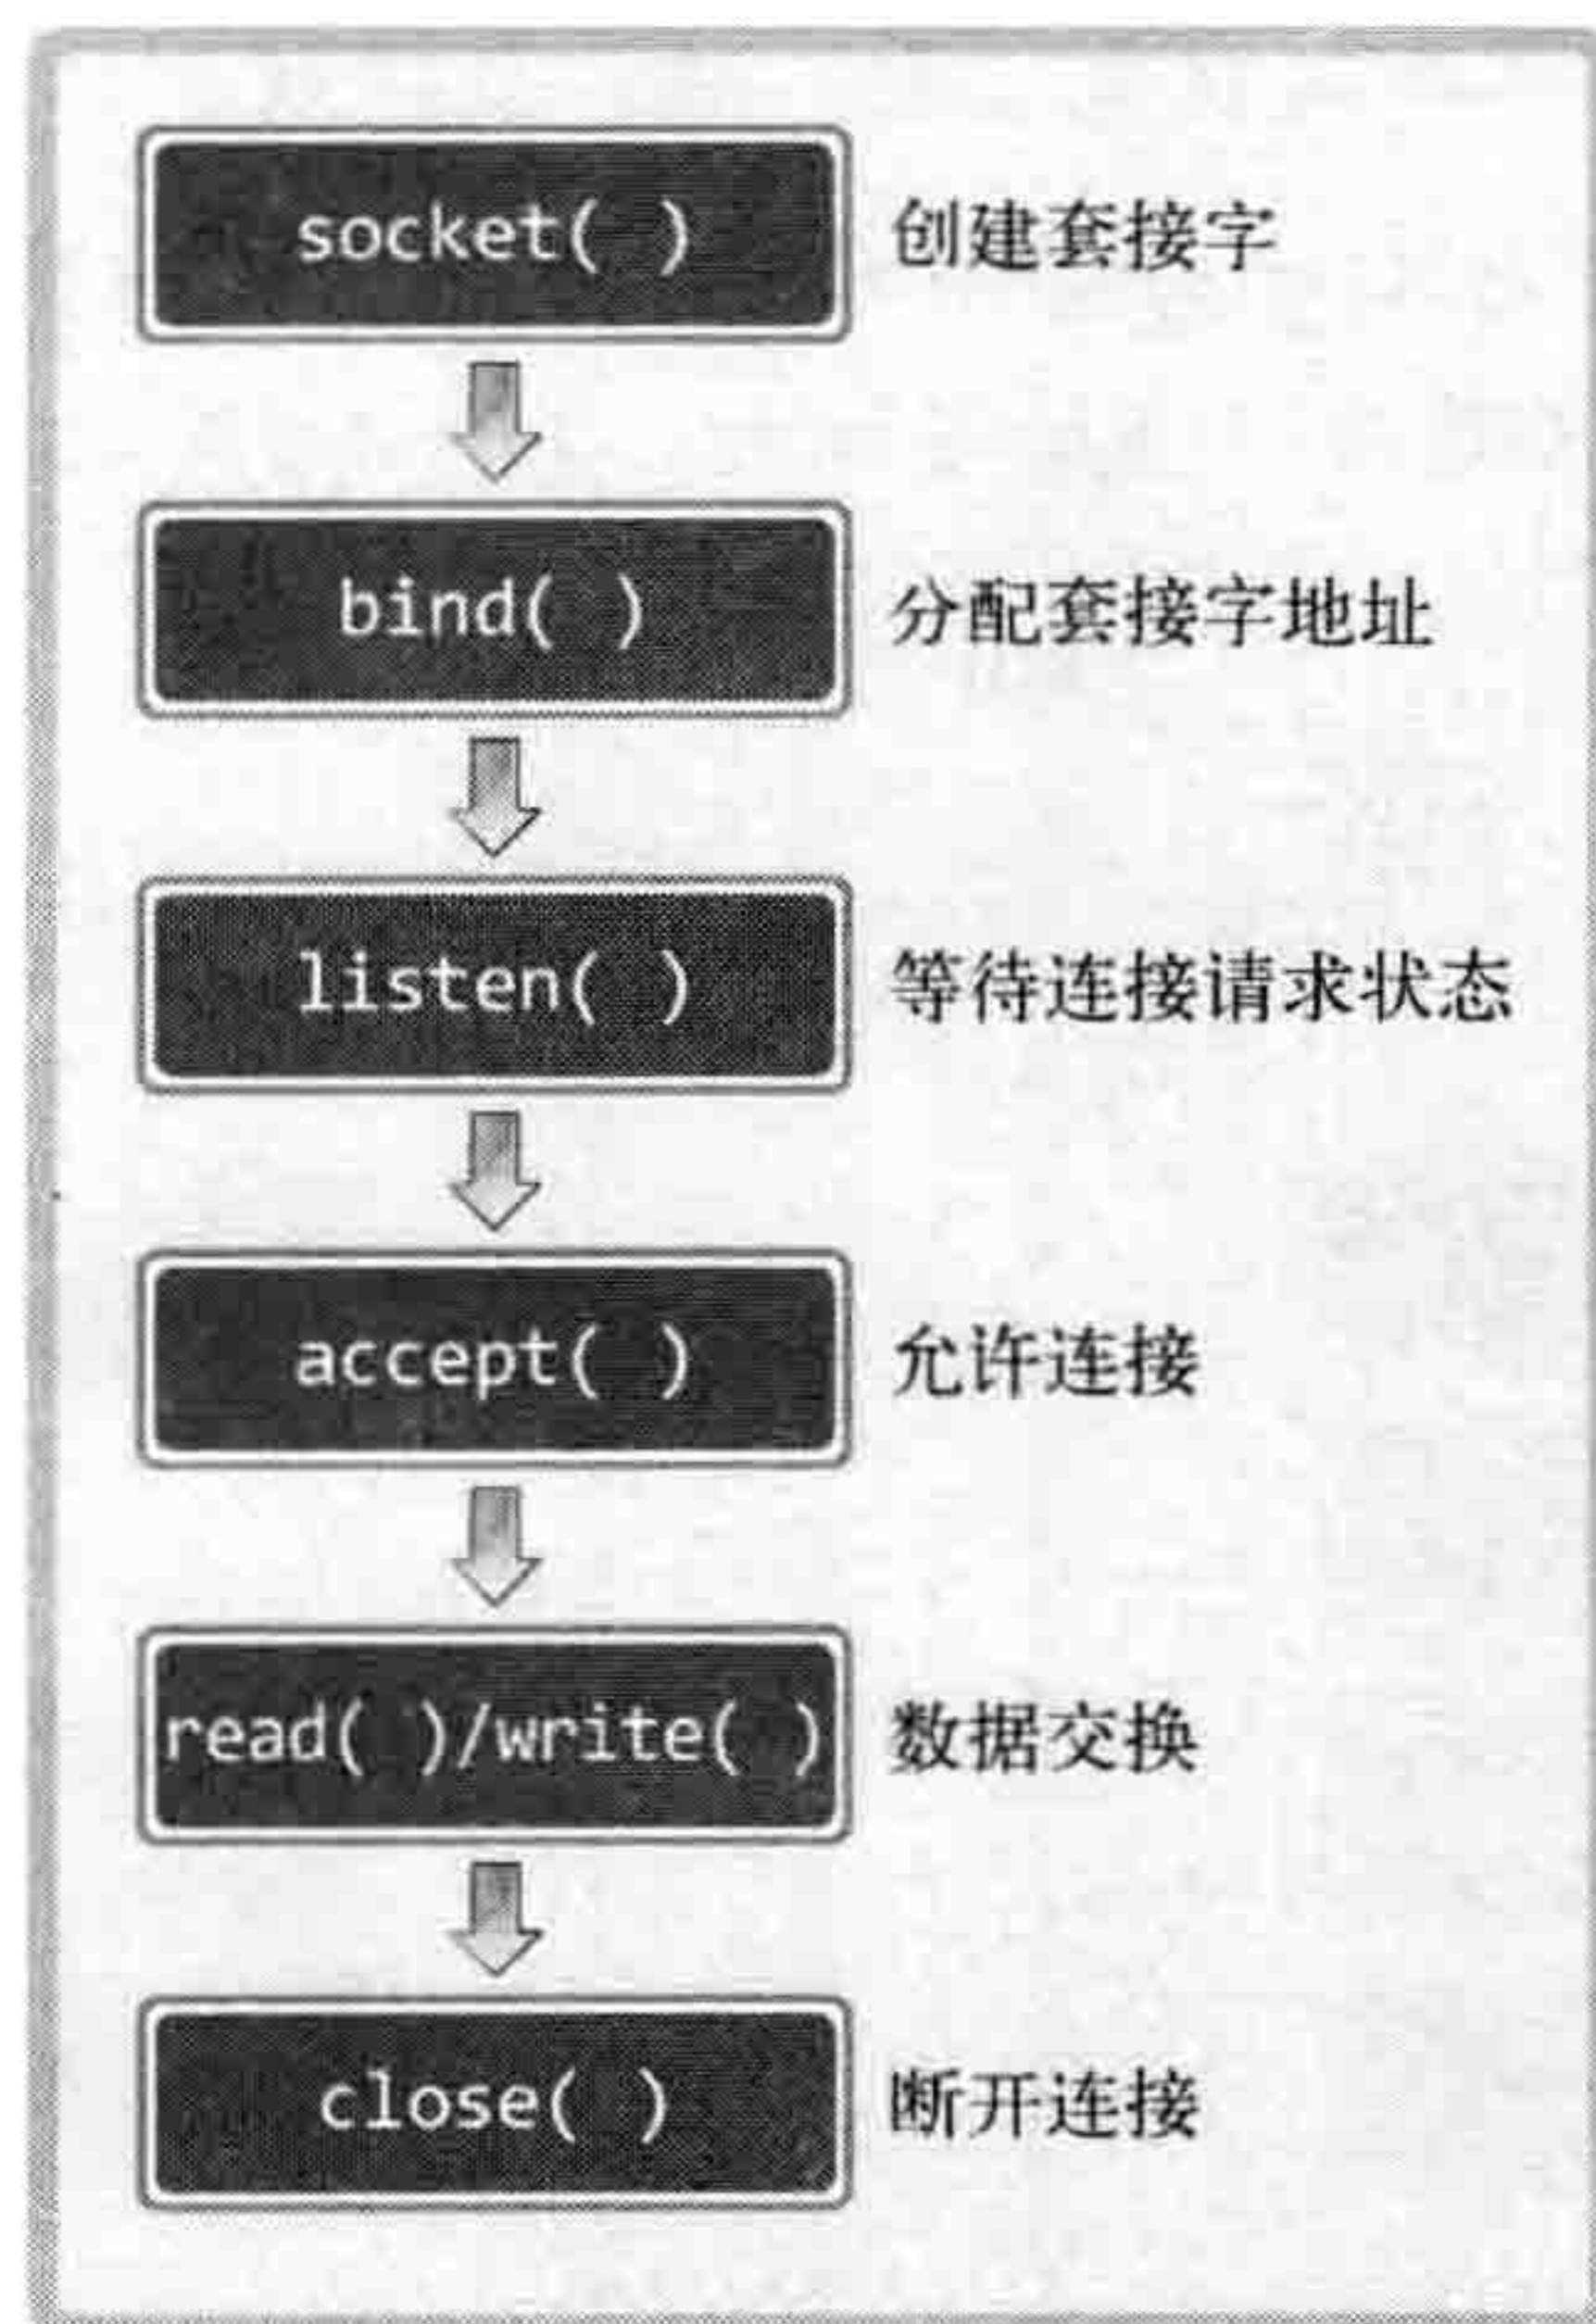 socket( )
创建套接字
bind( )
分配套接字地址
listen( )
等待连接请求状态
accept( )
允许连接
read( )/write( )
数据交换
close( )
断开连接